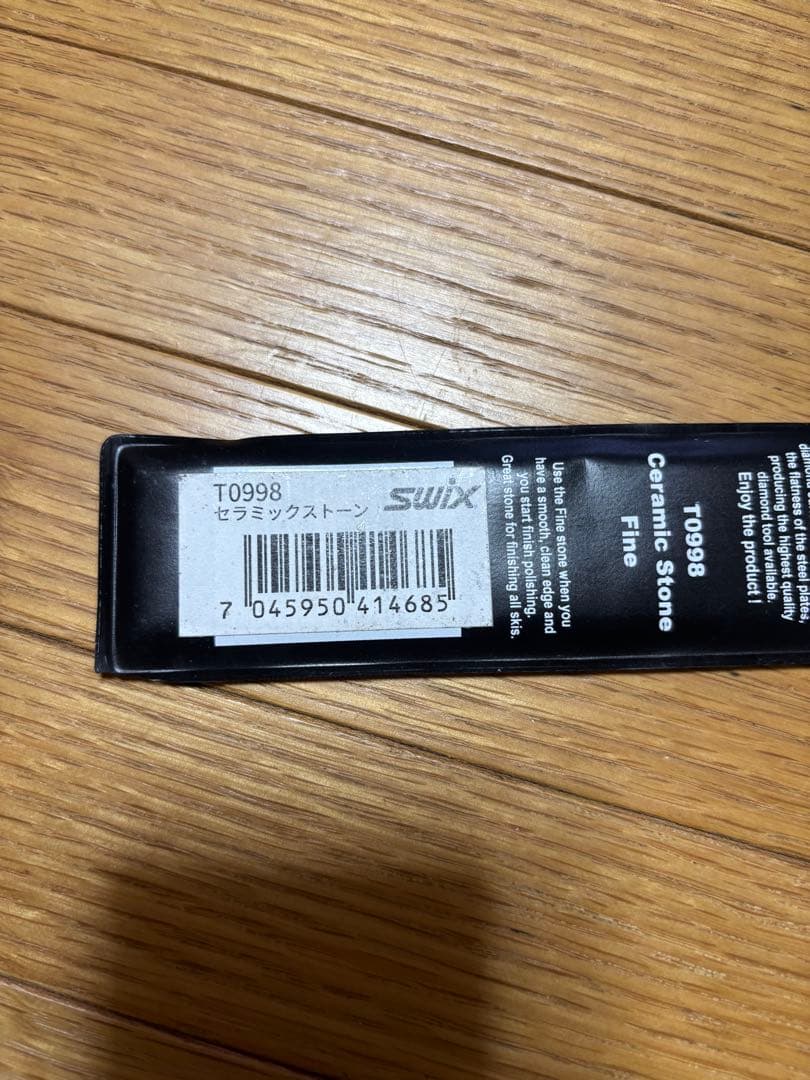 T0998
セラミックストーン
swix
7 045950 414685
diamond
the flatness of the steel plates,
producing the highest quality
diamond tool available.
Enjoy the product !
T0998
Ceramic Stone
Fine
Use the Fine stone when you
have a smooth, clean edge and
you start finish polishing.
Great stone for finishing all skis.